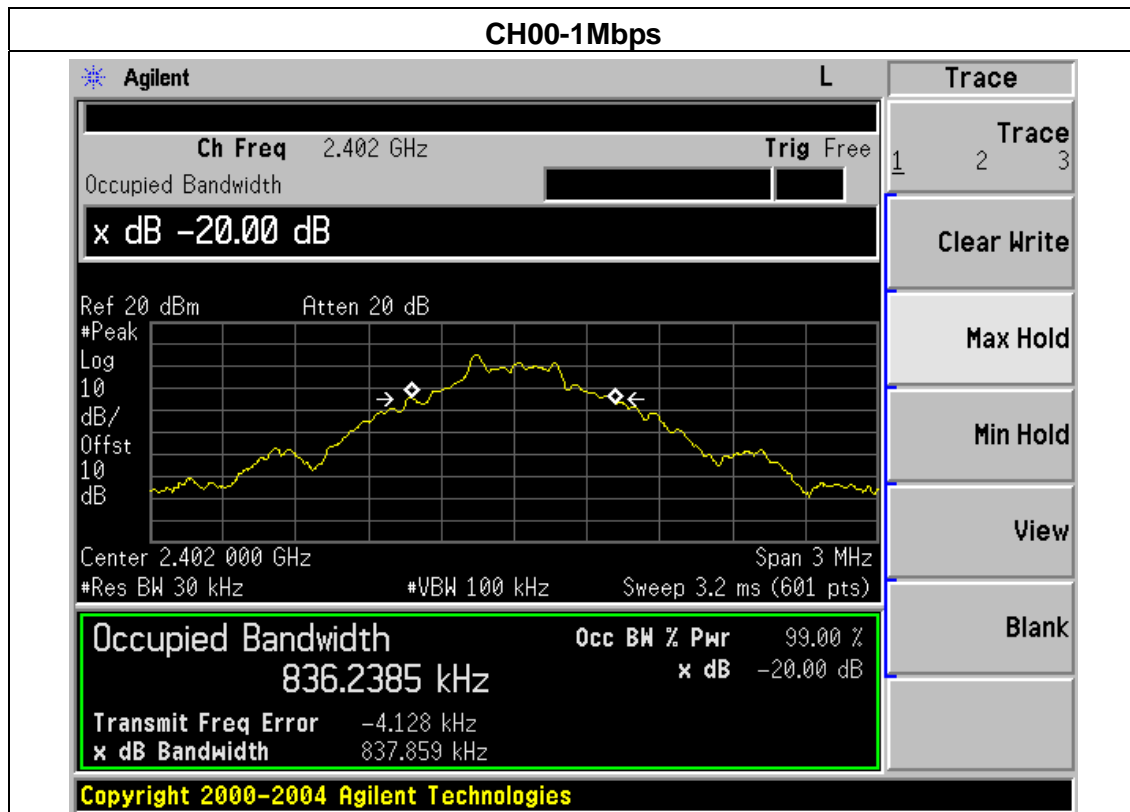 CH00-1Mbps
Agilent L Trace
Ch Freq 2.402 GHz Trig Free
Occupied Bandwidth
x dB -20.00 dB
Ref 20 dBm Atten 20 dB
#Peak
Log
10
dB/
Offst
10
dB
Center 2.402 000 GHz Span 3 MHz
#Res BW 30 kHz #VBW 100 kHz Sweep 3.2 ms (601 pts)
Occupied Bandwidth Occ BW % Pwr 99.00 %
836.2385 kHz x dB -20.00 dB
Transmit Freq Error -4.128 kHz
x dB Bandwidth 837.859 kHz
Copyright 2000-2004 Agilent Technologies
Trace
1 2 3
Clear Write
Max Hold
Min Hold
View
Blank